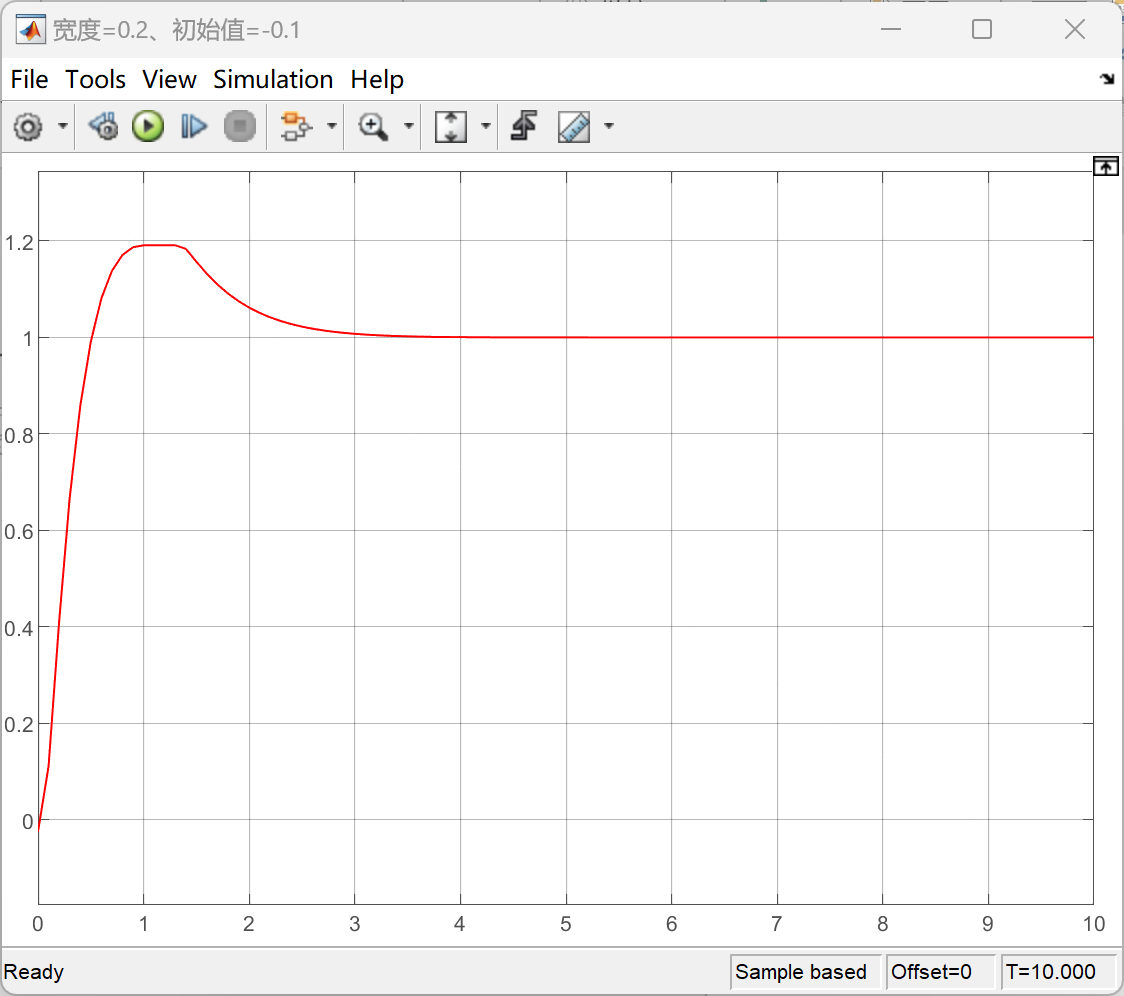 宽度=0.2、初始值=-0.1
File Tools View Simulation Help
1.2
1
0.8
0.6
0.4
0.2
0
0 1 2 3 4 5 6 7 8 9 10
Ready Sample based Offset=0 T=10.000